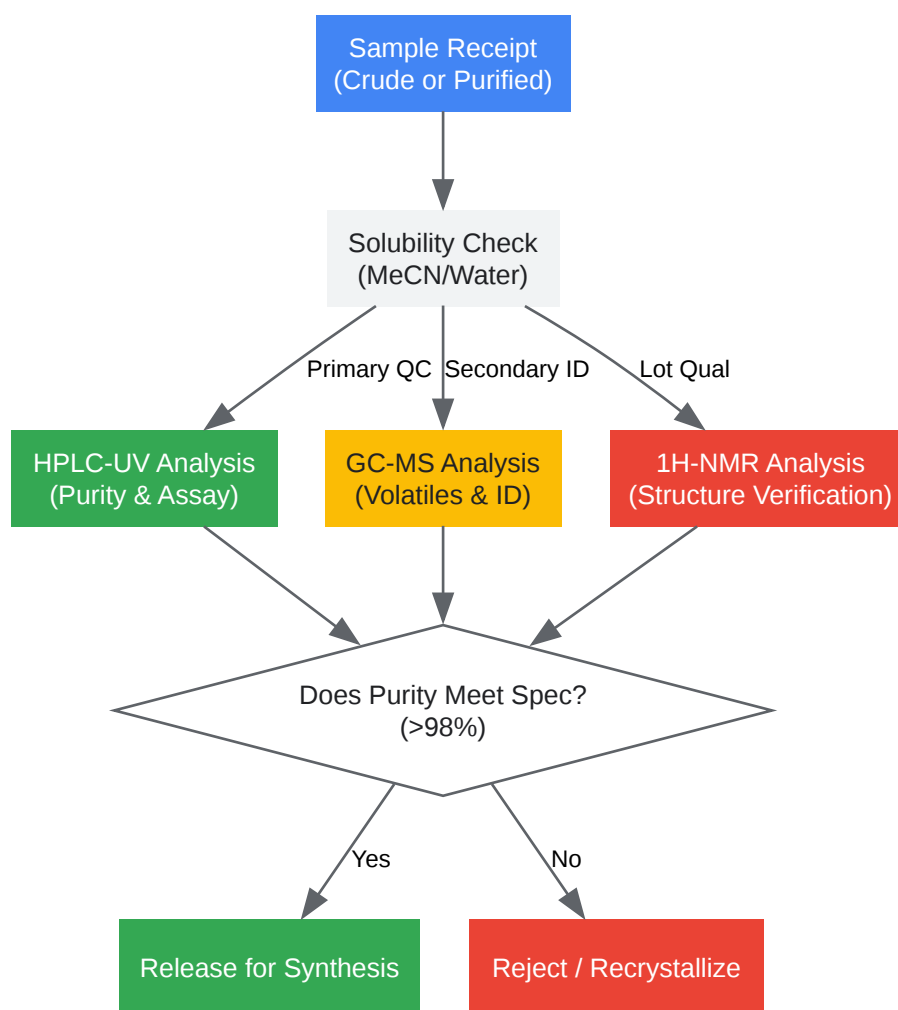 Sample Receipt
(Crude or Purified)
Solubility Check
(MeCN/Water)
Primary QC
Secondary ID
Lot Qual
HPLC-UV Analysis
(Purity & Assay)
GC-MS Analysis
(Volatiles & ID)
1H-NMR Analysis
(Structure Verification)
Does Purity Meet Spec?
(>98%)
Yes
No
Release for Synthesis
Reject / Recrystallize